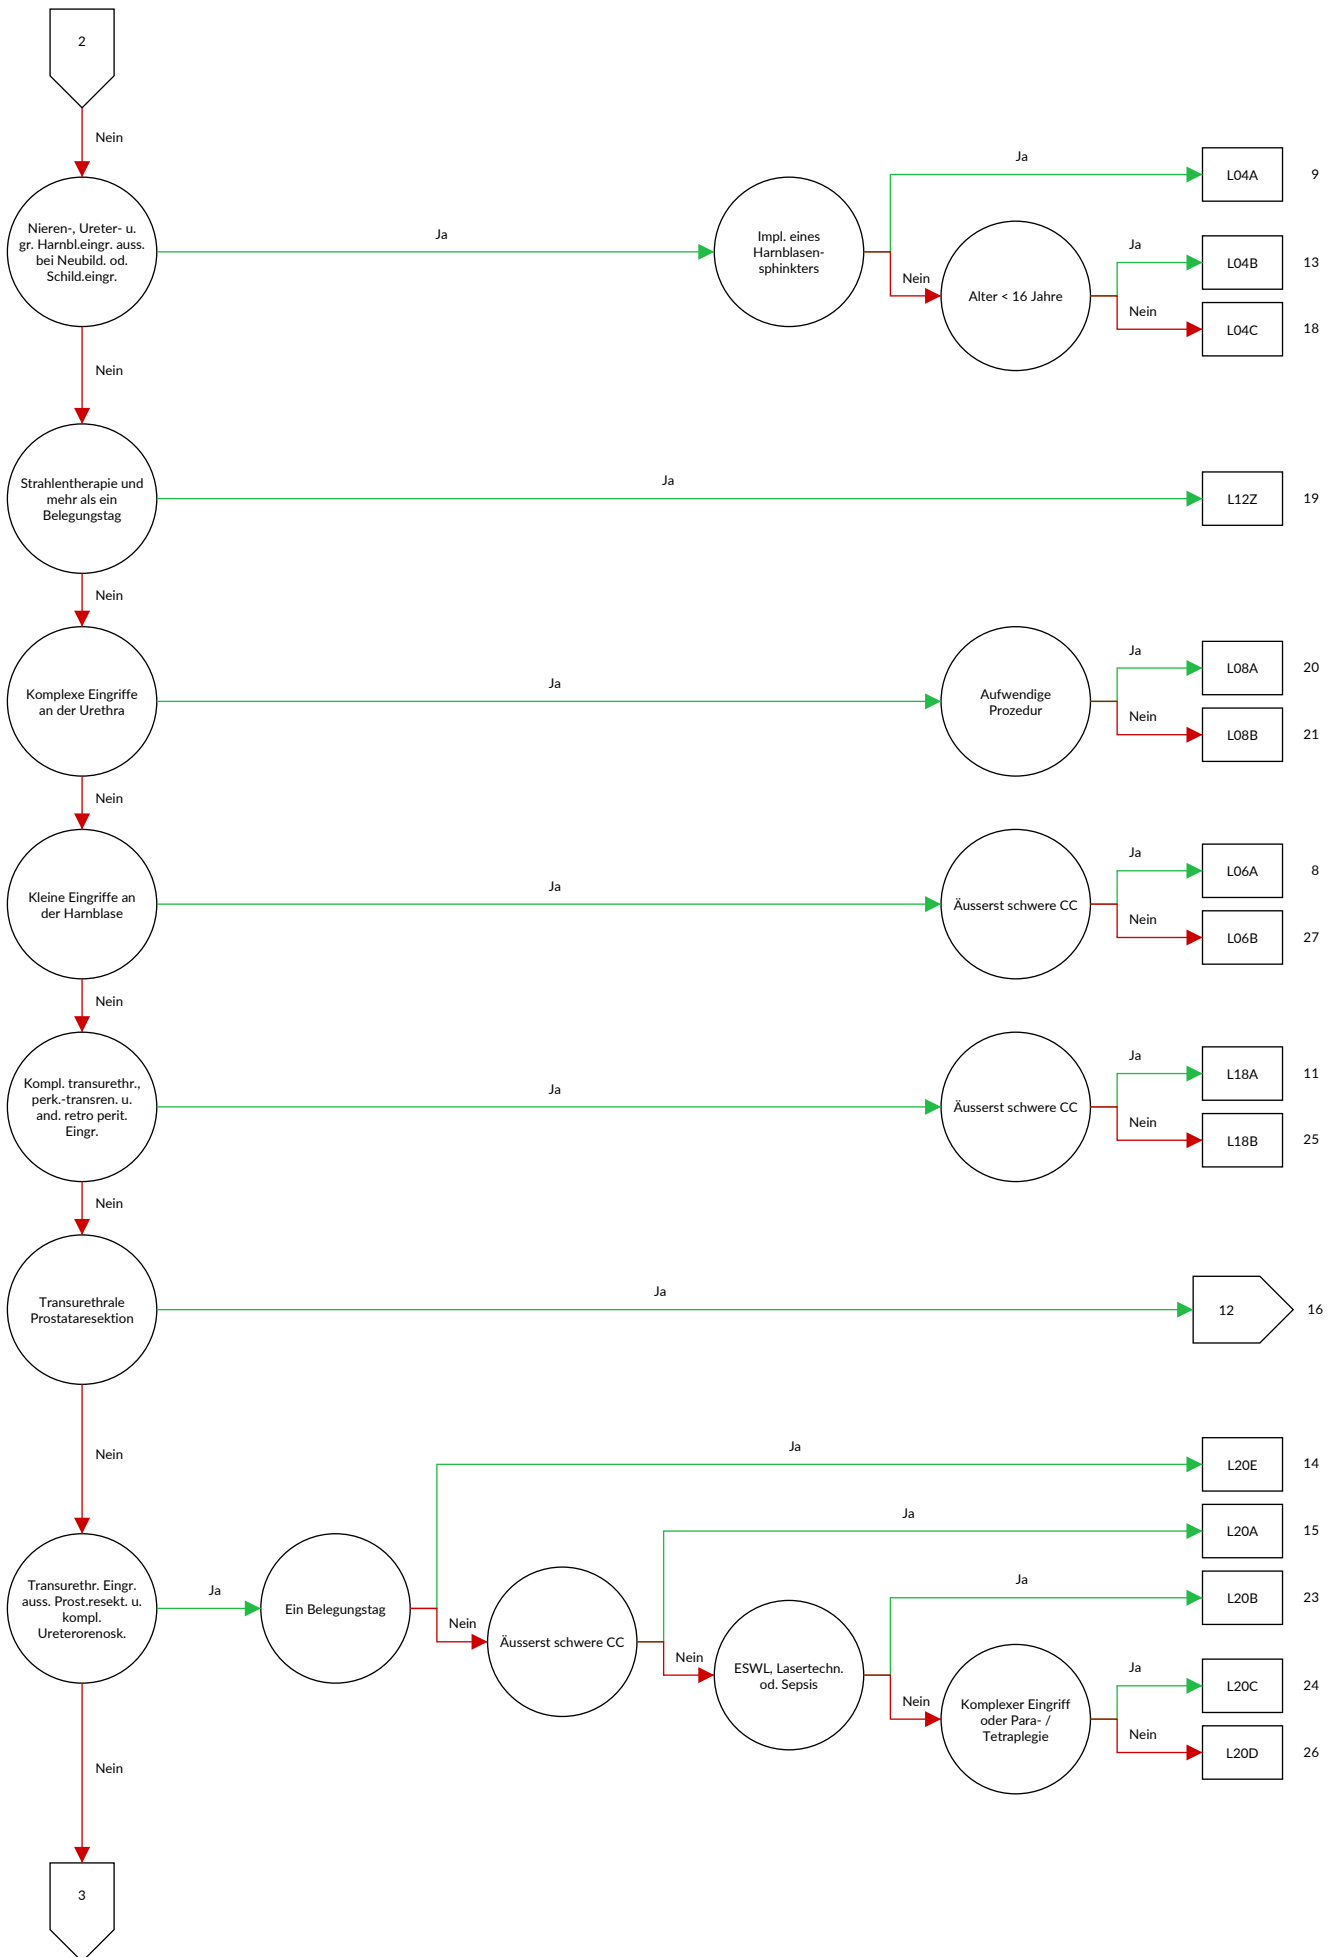 2
Nein
Nieren-, Ureter- u.
gr. Harnbl.eingr. auss.
bei Neubild. od.
Schild.eingr.
Ja
Impl. eines
Harnblasen-
sphinkters
Ja
L04A
9
Nein
Alter < 16 Jahre
Ja
L04B
13
Nein
L04C
18
Nein
Strahlentherapie und
mehr als ein
Belegungstag
Ja
L12Z
19
Nein
Komplexe Eingriffe
an der Urethra
Ja
Aufwendige
Prozedur
Ja
L08A
20
Nein
L08B
21
Nein
Kleine Eingriffe an
der Harnblase
Ja
Äusserst schwere CC
Ja
L06A
8
Nein
L06B
27
Nein
Kompl. transurethr.,
perk.-transren. u.
and. retro perit.
Eingr.
Ja
Äusserst schwere CC
Ja
L18A
11
Nein
L18B
25
Nein
Transurethrale
Prostataresektion
Ja
12
16
Nein
Transurethr. Eingr.
auss. Prost.resekt. u.
kompl.
Ureterorenosk.
Ja
Ein Belegungstag
Ja
L20E
14
Nein
Äusserst schwere CC
Ja
L20A
15
Nein
ESWL, Lasertechn.
od. Sepsis
Ja
L20B
23
Nein
Komplexer Eingriff
oder Para- /
Tetraplegie
Ja
L20C
24
Nein
L20D
26
Nein
3